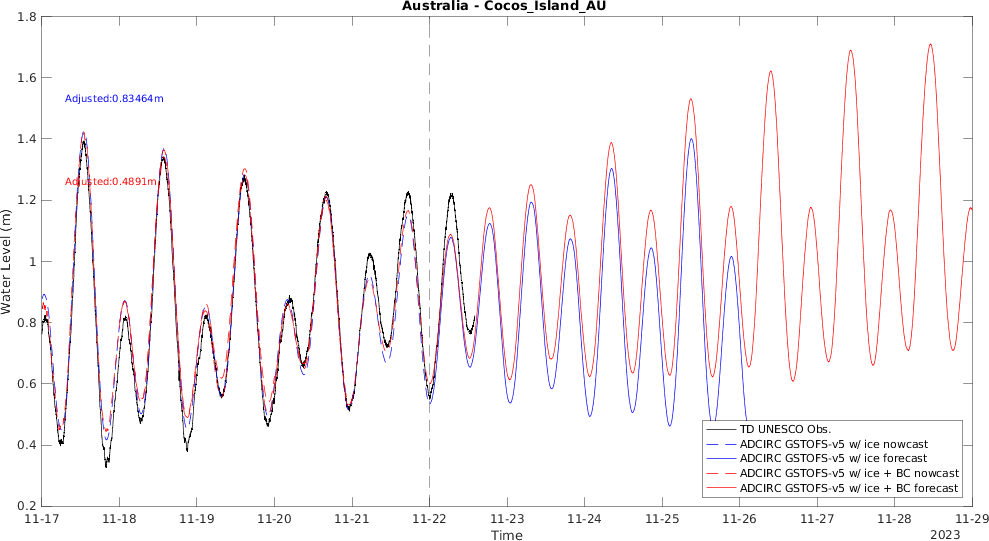 Australia - Cocos_Island_AU
1.8
1.6
Adjusted:0.83464m
1.4
Adjusted:0.4891m
1.2
Water Level (m)
1
0.8
0.6
0.4
0.2
TD UNESCO Obs.
ADCIRC GSTOFS-v5 w/ ice nowcast
ADCIRC GSTOFS-v5 w/ ice forecast
ADCIRC GSTOFS-v5 w/ ice + BC nowcast
ADCIRC GSTOFS-v5 w/ ice + BC forecast
11-17 11-18 11-19 11-20 11-21 11-22 11-23 11-24 11-25 11-26 11-27 11-28 11-29
Time 2023